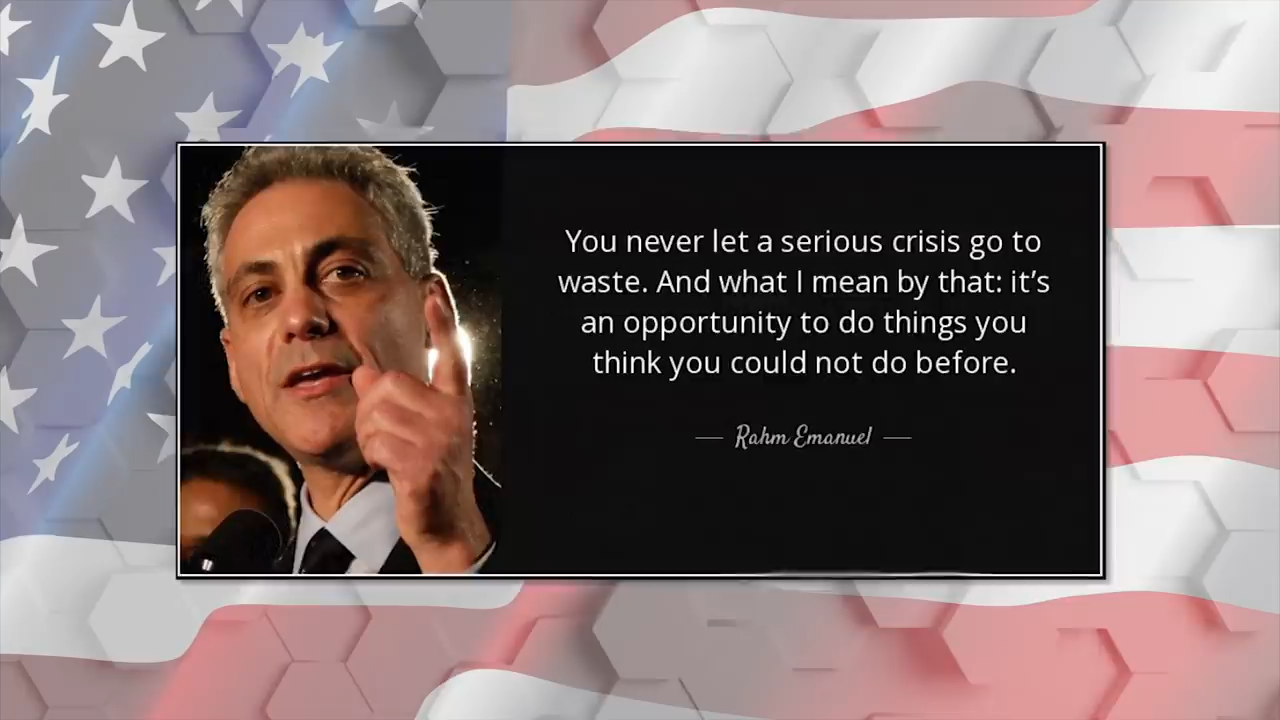 You never let a serious crisis go to
waste. And what I mean by that: it’s
an opportunity to do things you
think you could not do before.
— Rahm Emanuel —